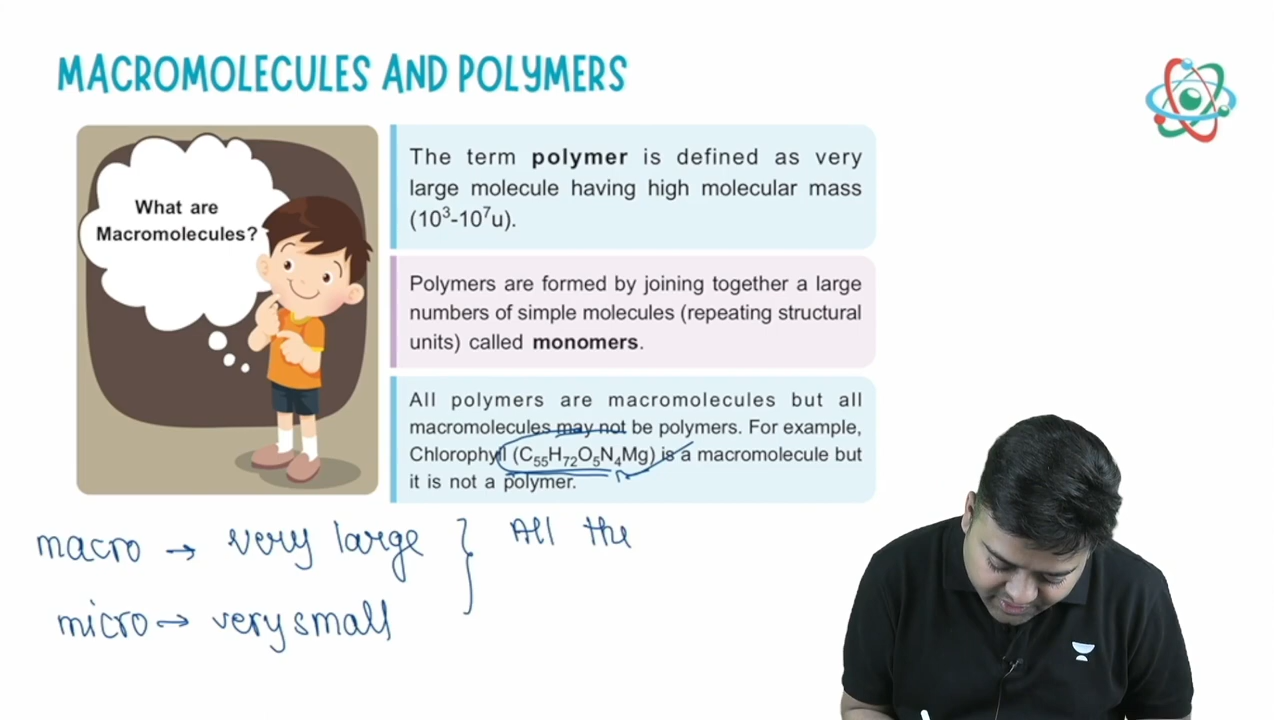 MACROMOLECULES AND POLYMERS
What are
Macromolecules?
The term polymer is defined as very
large molecule having high molecular mass
(10³-10⁷u).
Polymers are formed by joining together a large
numbers of simple molecules (repeating structural
units) called monomers.
All polymers are macromolecules but all
macromolecules may not be polymers. For example,
Chlorophyll (C₅₅H₇₂O₅N₄Mg) is a macromolecule but
it is not a polymer.
macro → very large } All the
micro → very small